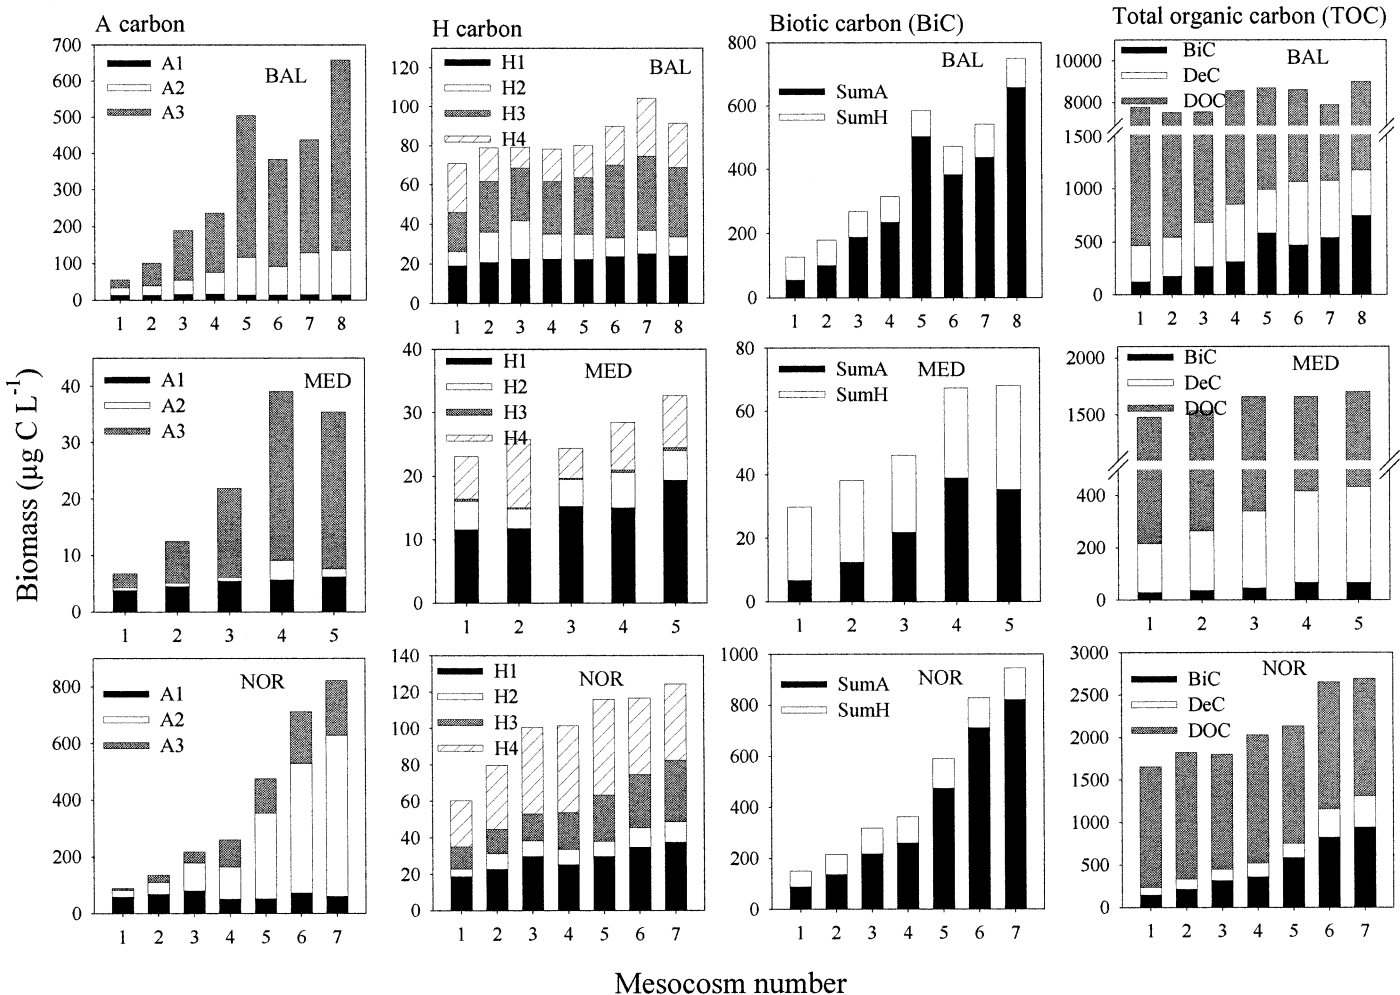 A carbon
700
600
500
400
300
200
100
0
A1
A2
A3
BAL
1 2 3 4 5 6 7 8
H carbon
120
100
80
60
40
20
0
H1
H2
H3
H4
BAL
1 2 3 4 5 6 7 8
Biotic carbon (BiC)
800
600
400
200
0
BAL
SumA
SumH
1 2 3 4 5 6 7 8
Total organic carbon (TOC)
10000
8000
1500
1000
500
0
BiC
DeC
DOC
BAL
1 2 3 4 5 6 7 8
Biomass (µg C L⁻¹)
40
30
20
10
0
A1
A2
A3
MED
1 2 3 4 5
40
30
20
10
0
H1
H2
H3
H4
MED
1 2 3 4 5
80
60
40
20
0
SumA
SumH
MED
1 2 3 4 5
2000
1500
400
200
0
BiC
DeC
DOC
MED
1 2 3 4 5
800
600
400
200
0
A1
A2
A3
NOR
1 2 3 4 5 6 7
140
120
100
80
60
40
20
0
H1
H2
H3
H4
NOR
1 2 3 4 5 6 7
1000
800
600
400
200
0
SumA
SumH
NOR
1 2 3 4 5 6 7
3000
2500
2000
1500
1000
500
0
BiC
DeC
DOC
NOR
1 2 3 4 5 6 7
Mesocosm number